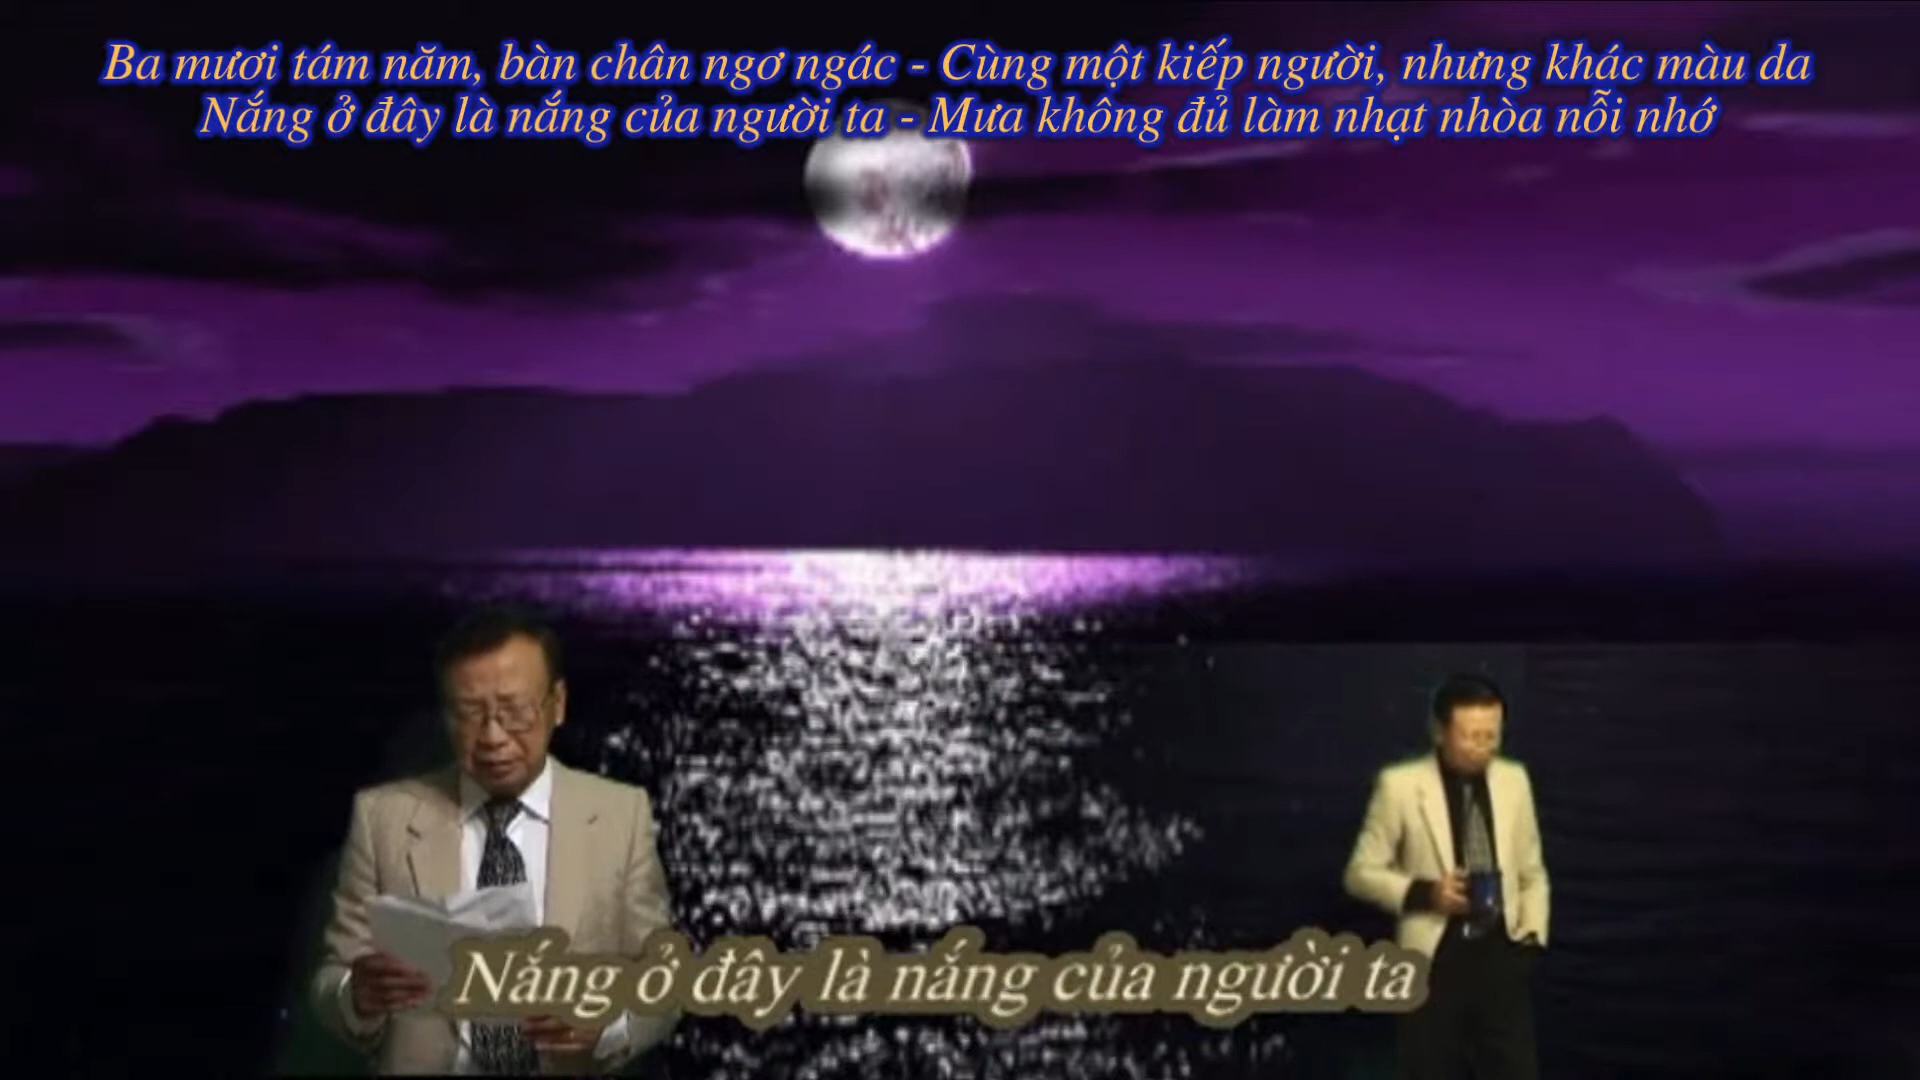 Ba mươi tám năm, bàn chân ngơ ngác - Cùng một kiếp người, nhưng khác màu da
Nắng ở đây là nắng của người ta - Mưa không đủ làm nhạt nhòa nỗi nhớ
Nắng ở đây là nắng của người ta